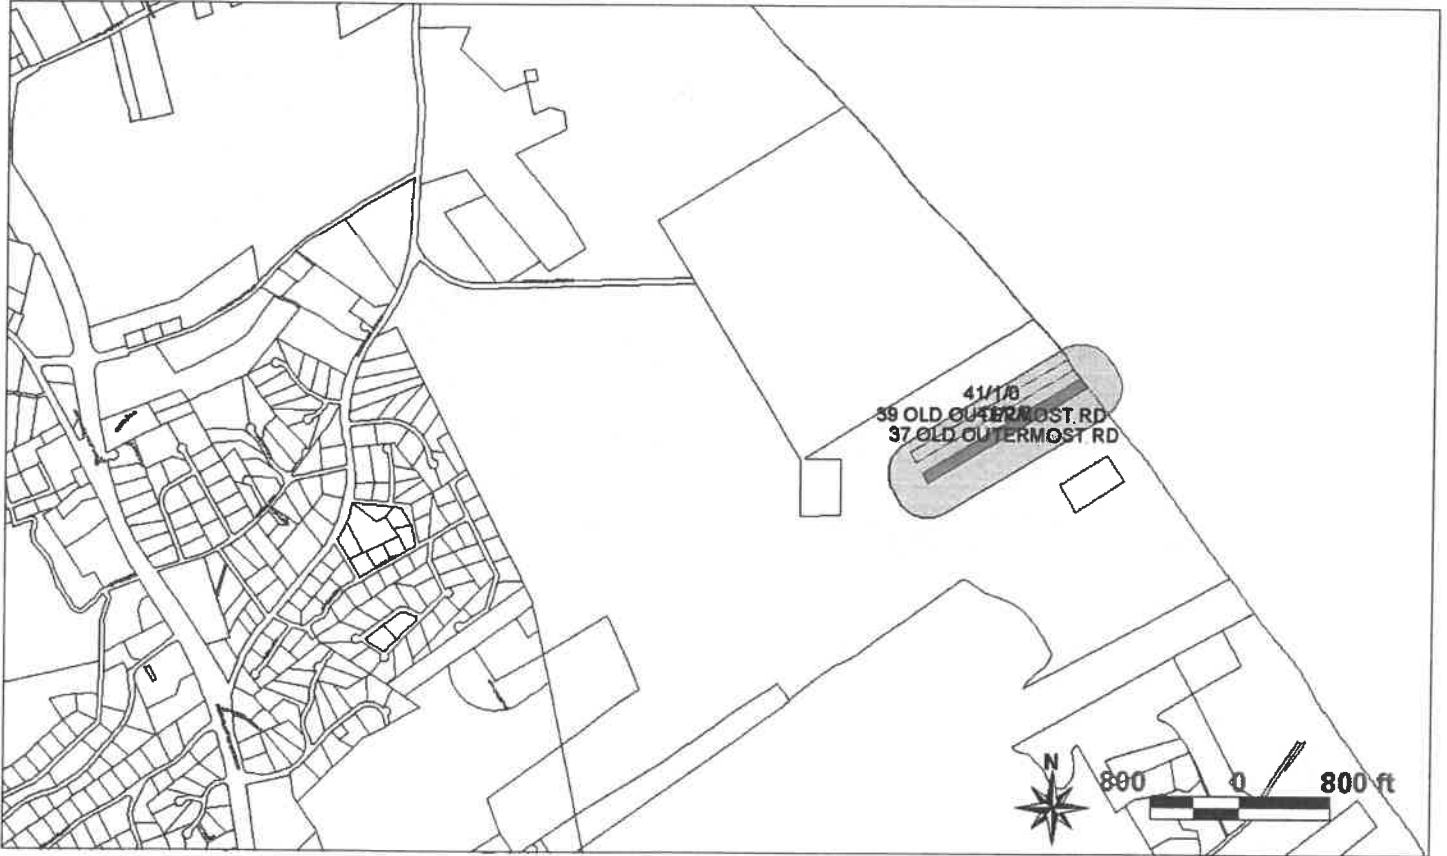 41/1/0
39 OLD OUTERMOST RD
37 OLD OUTERMOST RD
N
800 0 800 ft